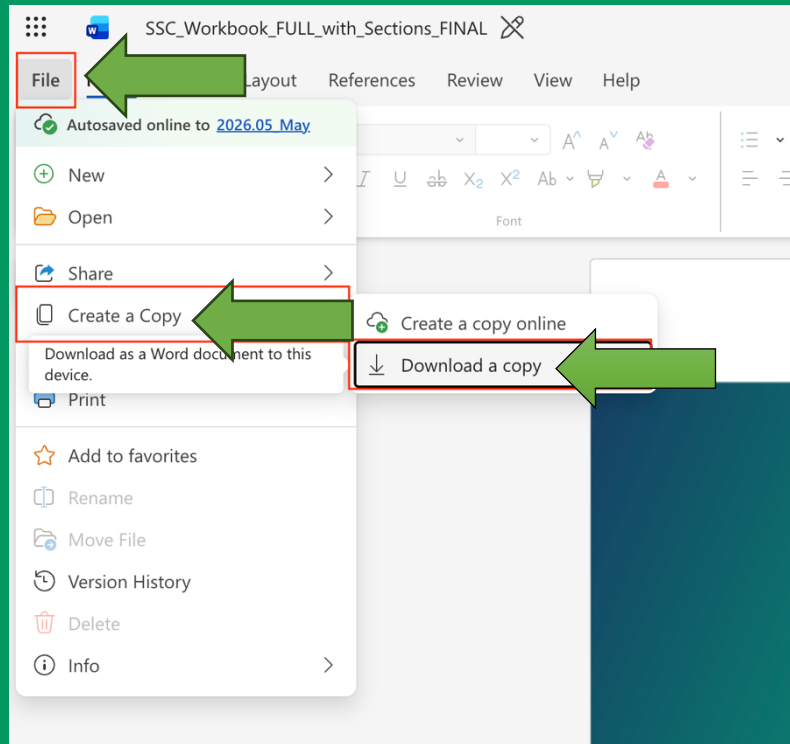 SSC_Workbook_FULL_with_Sections_FINAL
File
Layout References Review View Help
Autosaved online to 2026.05_May
New
Open
Font
Share
Create a Copy
Create a copy online
Download as a Word document to this
device.
Download a copy
Print
Add to favorites
Rename
Move File
Version History
Delete
Info